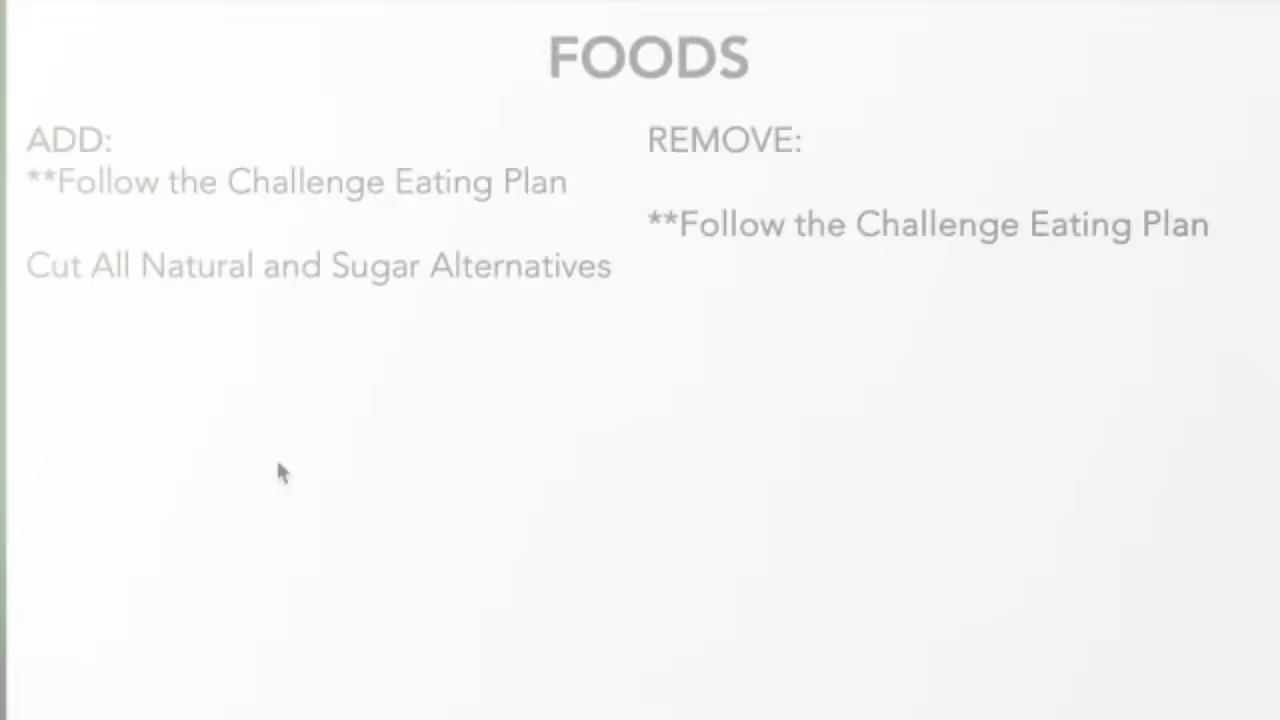 FOODS
ADD:
**Follow the Challenge Eating Plan
Cut All Natural and Sugar Alternatives
REMOVE:
**Follow the Challenge Eating Plan